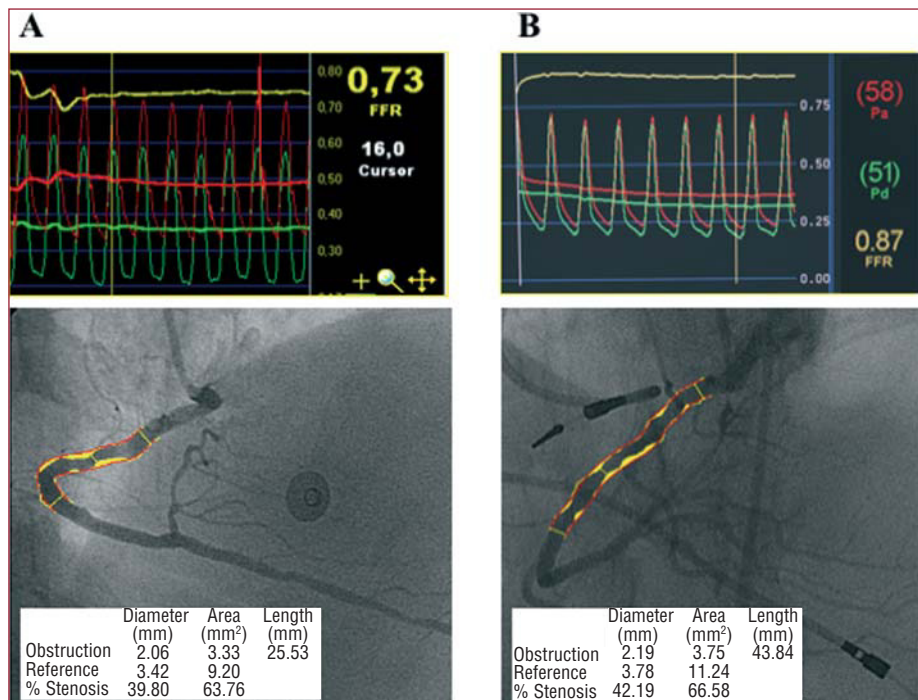 A
0,80
0,73
FFR
0,70
0,60
16,0
Cursor
0,50
0,40
0,30
Diameter Area Length
(mm) (mm²) (mm)
Obstruction 2.06 3.33 25.53
Reference 3.42 9.20
% Stenosis 39.80 63.76
B
0.75
(58)
Pa
0.50
(51)
Pd
0.25
0.87
FFR
0.00
Diameter Area Length
(mm) (mm²) (mm)
Obstruction 2.19 3.75 43.84
Reference 3.78 11.24
% Stenosis 42.19 66.58